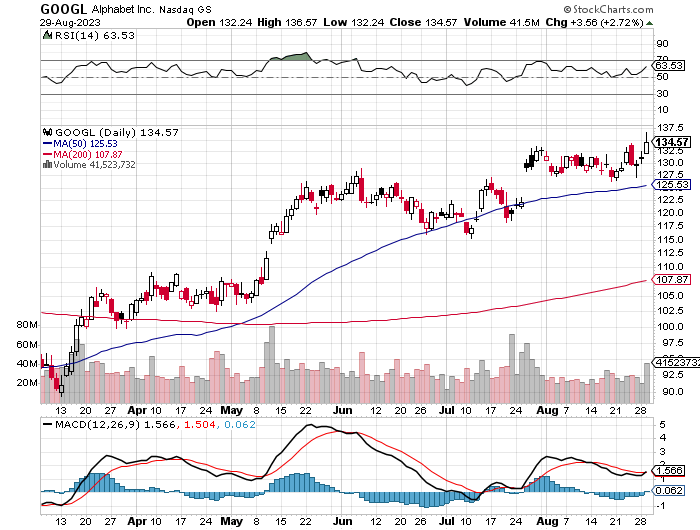 GOOGL Alphabet Inc. Nasdaq GS © StockCharts.com
29-Aug-2023 Open 132.24 High 136.57 Low 132.24 Close 134.57 Volume 41.5M Chg +3.56 (+2.72%)
RSI(14) 63.53
90
70
63.53
50
30
10
GOOGL (Daily) 134.57
MA(50) 125.53
MA(200) 107.87
Volume 41,523,732
137.5
134.57
132.5
130.0
127.5
125.53
122.5
120.0
117.5
115.0
112.5
110.0
107.87
105.0
102.5
100.0
97.5
41523732
92.5
90.0
80M
60M
40M
20M
13 20 27 Apr 10 17 24 May 8 15 22 Jun 12 20 26 Jul 10 17 24 Aug 7 14 21 28
MACD(12,26,9) 1.566, 1.504, 0.062
5
4
3
2
1.566
0.062
-1
13 20 27 Apr 10 17 24 May 8 15 22 Jun 12 20 26 Jul 10 17 24 Aug 7 14 21 28